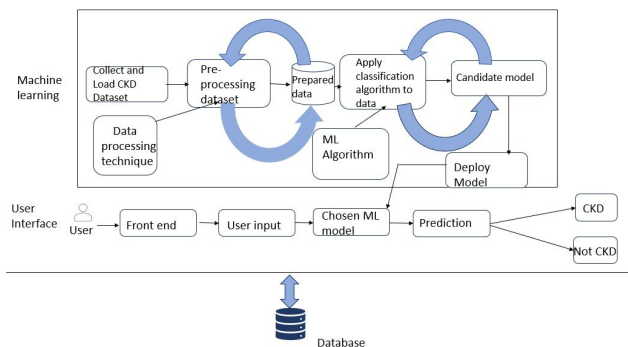 Machine
learning
Collect and
Load CKD
Dataset
Pre-
processing
dataset
Prepared
data
Apply
classification
algorithm to
data
Candidate model
Data
processing
technique
ML
Algorithm
Deploy
Model
User
Interface
User
Front end
User input
Chosen ML
model
Prediction
CKD
Not CKD
Database